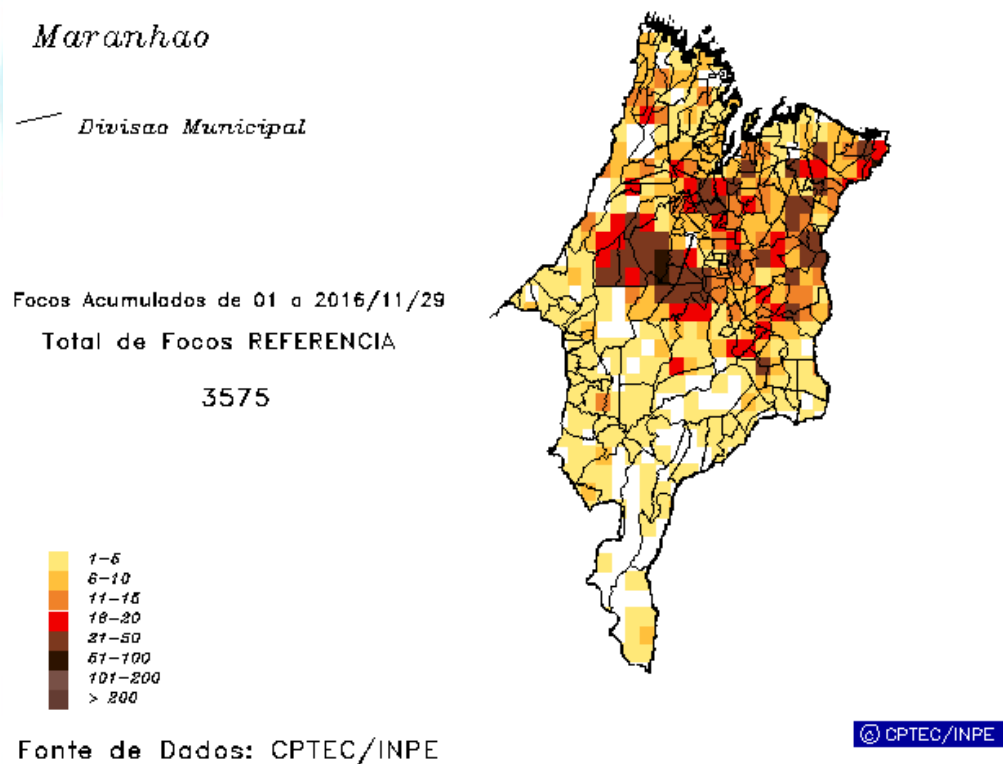 Maranhao
Divisao Municipal
Focos Acumulados de 01 a 2016/11/29
Total de Focos REFERENCIA
3575
1-5
6-10
11-15
16-20
21-50
51-100
101-200
> 200
Fonte de Dados: CPTEC/INPE
© CPTEC/INPE